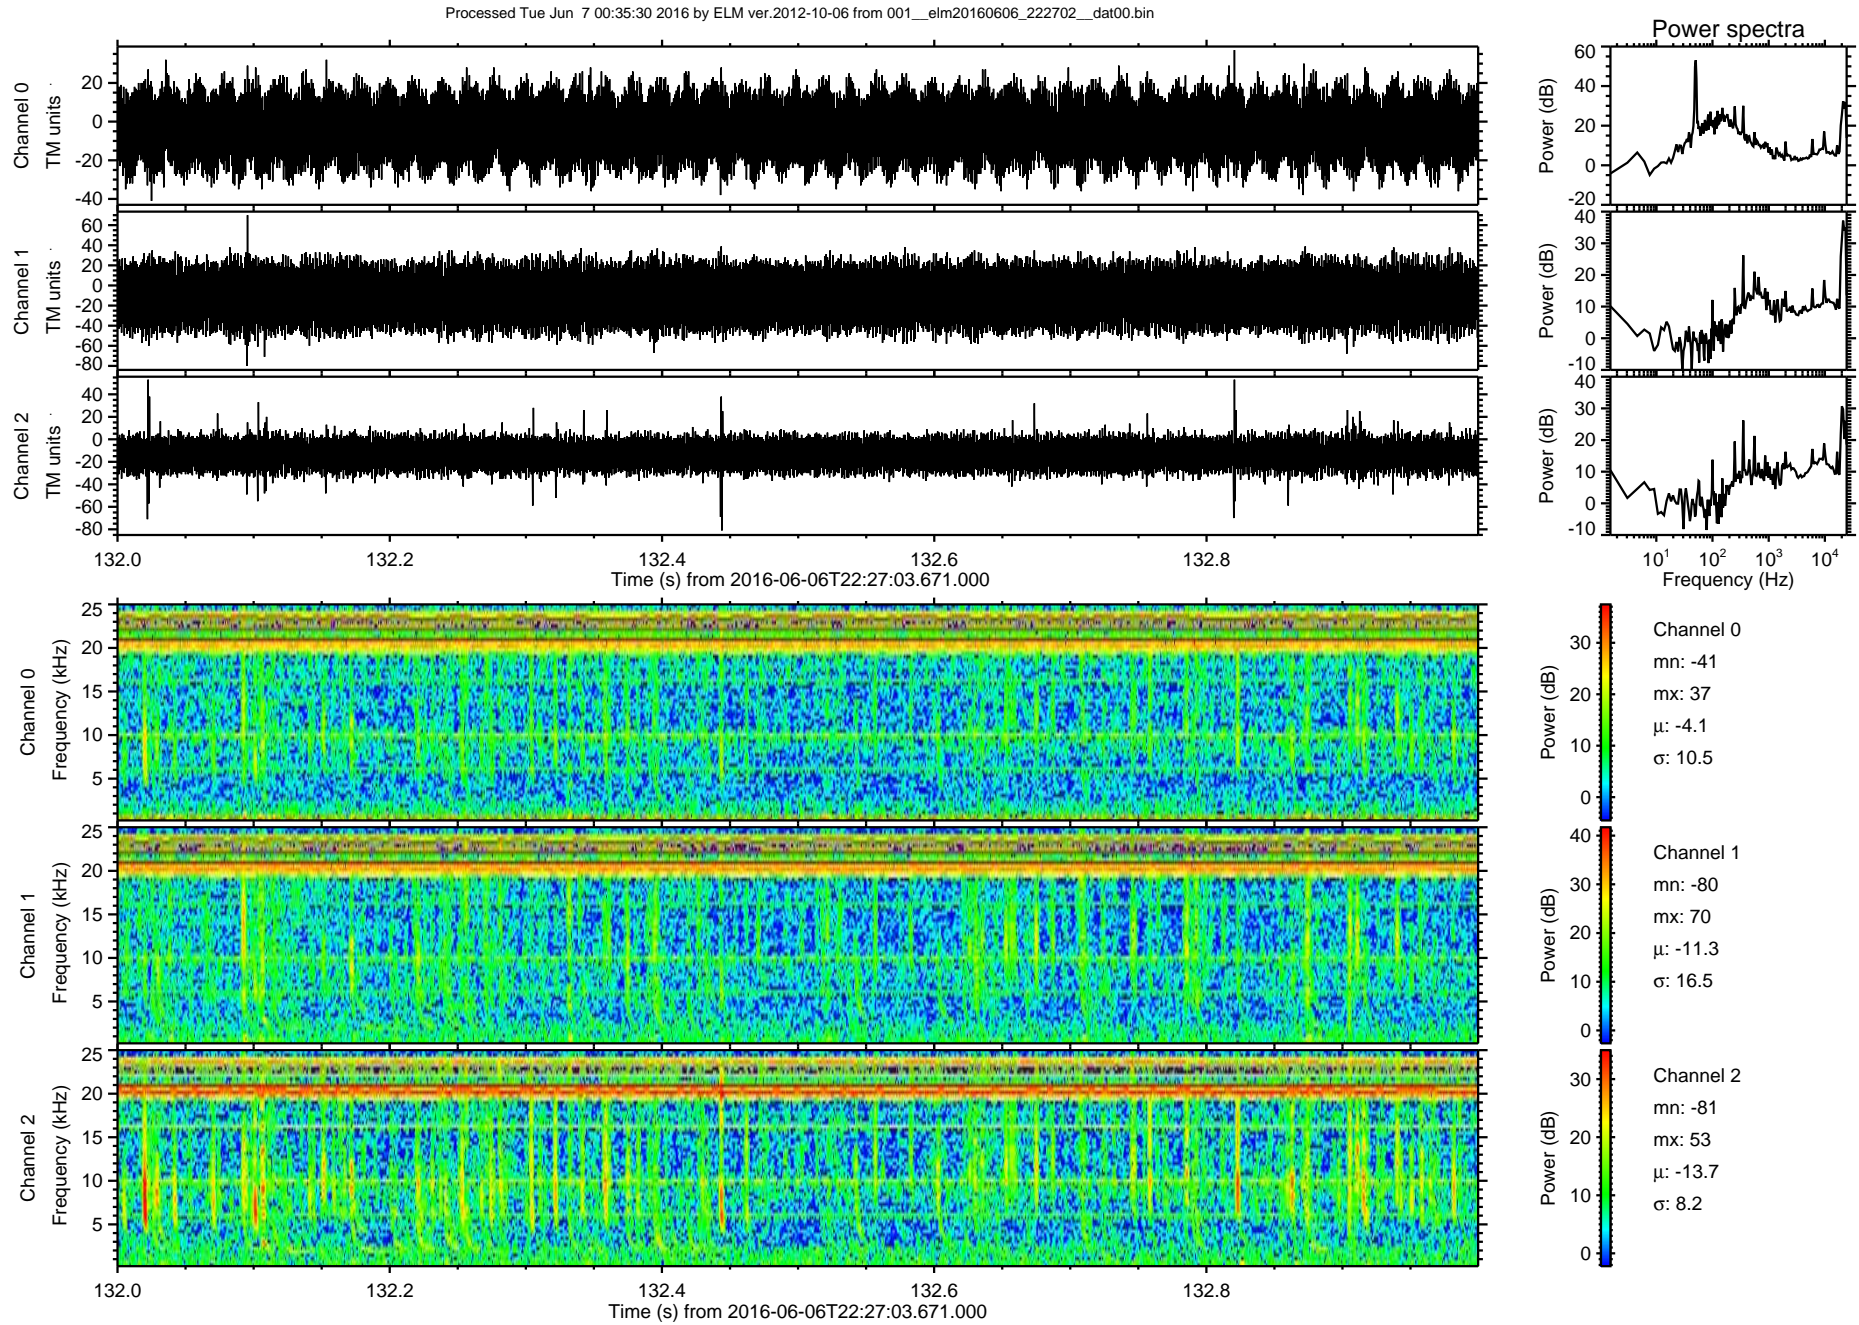 Processed Tue Jun  7 00:35:30 2016 by ELM ver.2012-10-06 from 001__elm20160606_222702__dat00.bin
Power spectra
Channel 0
TM units
20
0
-20
-40
Power (dB)
60
40
20
0
-20
Channel 1
TM units
60
40
20
0
-20
-40
-60
-80
Power (dB)
40
30
20
10
0
-10
Channel 2
TM units
40
20
0
-20
-40
-60
-80
Power (dB)
40
30
20
10
0
-10
132.0 132.2 132.4 132.6 132.8
Time (s) from 2016-06-06T22:27:03.671.000
10^1 10^2 10^3 10^4
Frequency (Hz)
Channel 0
Frequency (kHz)
25
20
15
10
5
Power (dB)
30
20
10
0
Channel 0
mn: -41
mx: 37
μ: -4.1
σ: 10.5
Channel 1
Frequency (kHz)
25
20
15
10
5
Power (dB)
40
30
20
10
0
Channel 1
mn: -80
mx: 70
μ: -11.3
σ: 16.5
Channel 2
Frequency (kHz)
25
20
15
10
5
Power (dB)
30
20
10
0
Channel 2
mn: -81
mx: 53
μ: -13.7
σ: 8.2
132.0 132.2 132.4 132.6 132.8
Time (s) from 2016-06-06T22:27:03.671.000